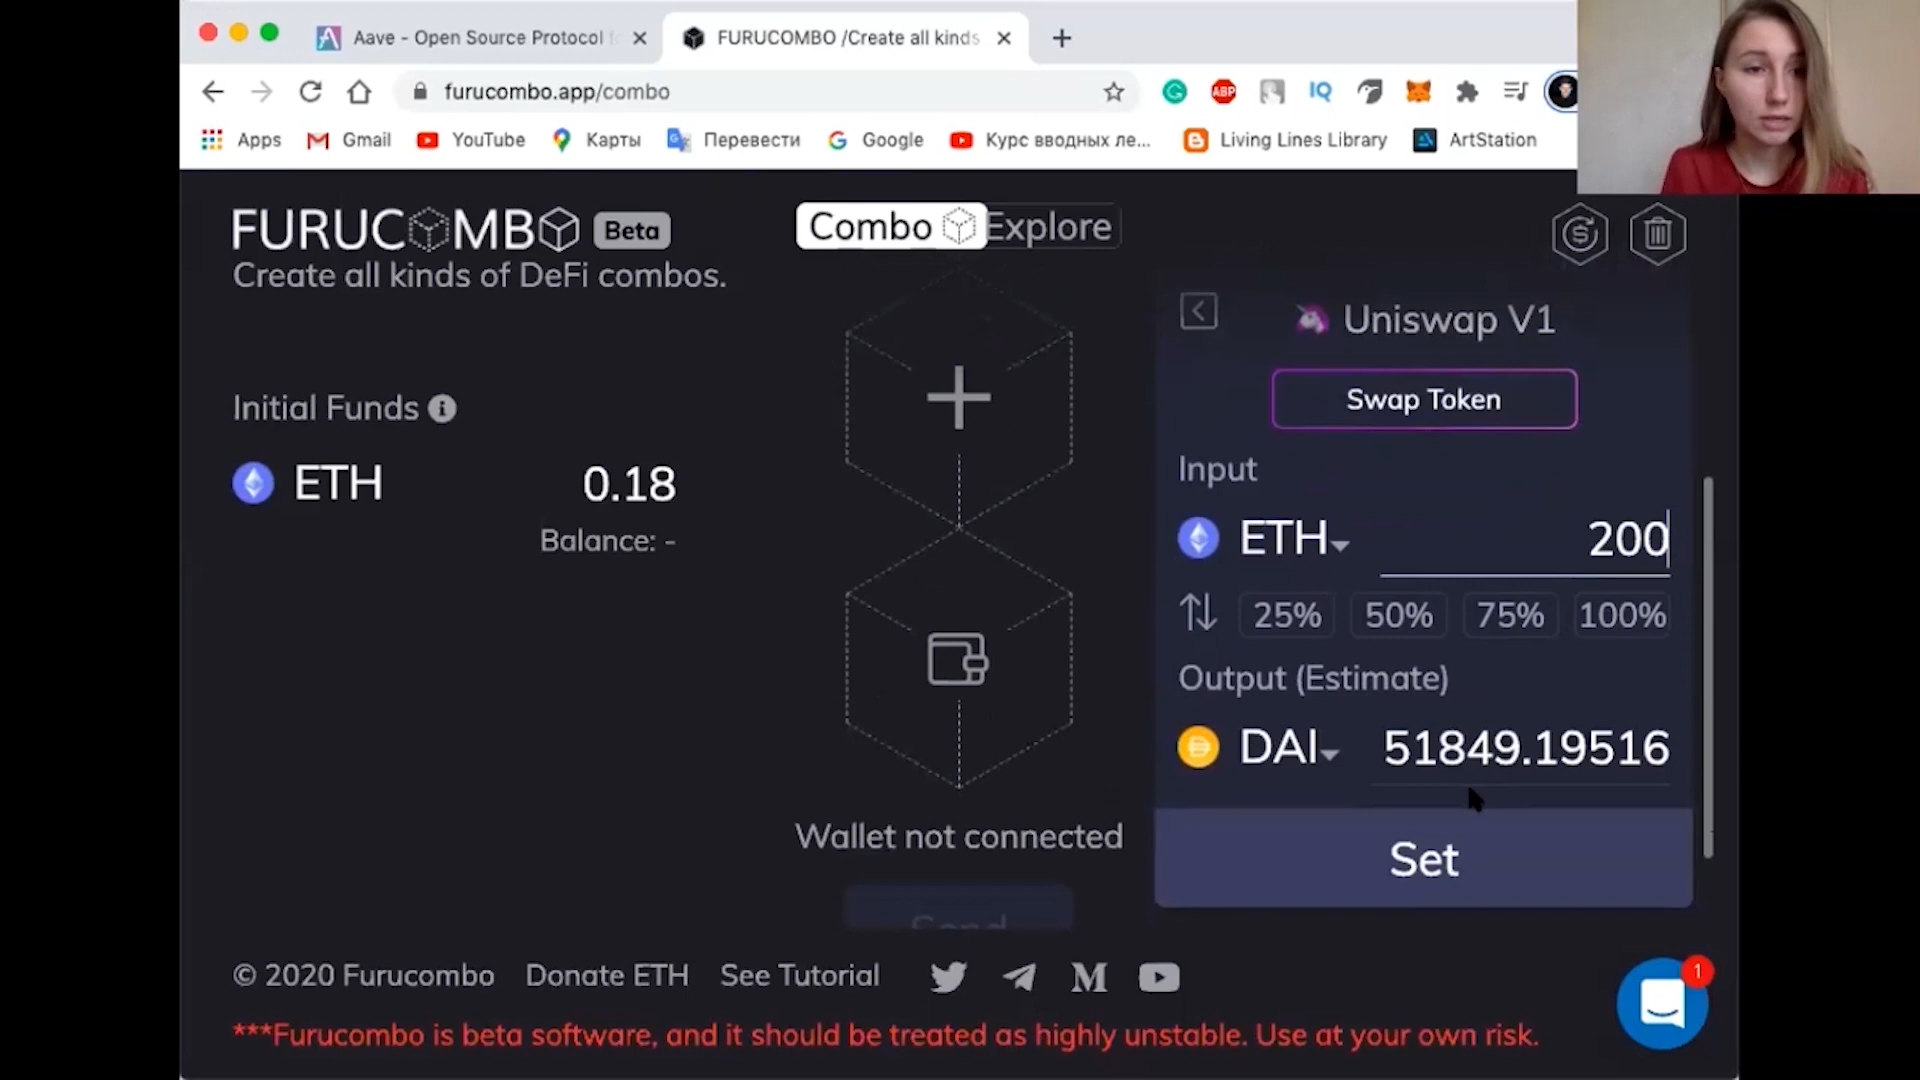 Aave - Open Source Protocol f
FURUCOMBO /Create all kinds
furucombo.app/combo
ABP
IQ
Apps
Gmail
YouTube
Карты
Перевести
Google
Курс вводных ле...
Living Lines Library
ArtStation
FURUCOMBO Beta
Create all kinds of DeFi combos.
Combo
Explore
Initial Funds
ETH 0.18
Balance: -
Wallet not connected
Send
Uniswap V1
Swap Token
Input
ETH 200
25% 50% 75% 100%
Output (Estimate)
DAI 51849.19516
Set
© 2020 Furucombo Donate ETH See Tutorial
1
***Furucombo is beta software, and it should be treated as highly unstable. Use at your own risk.